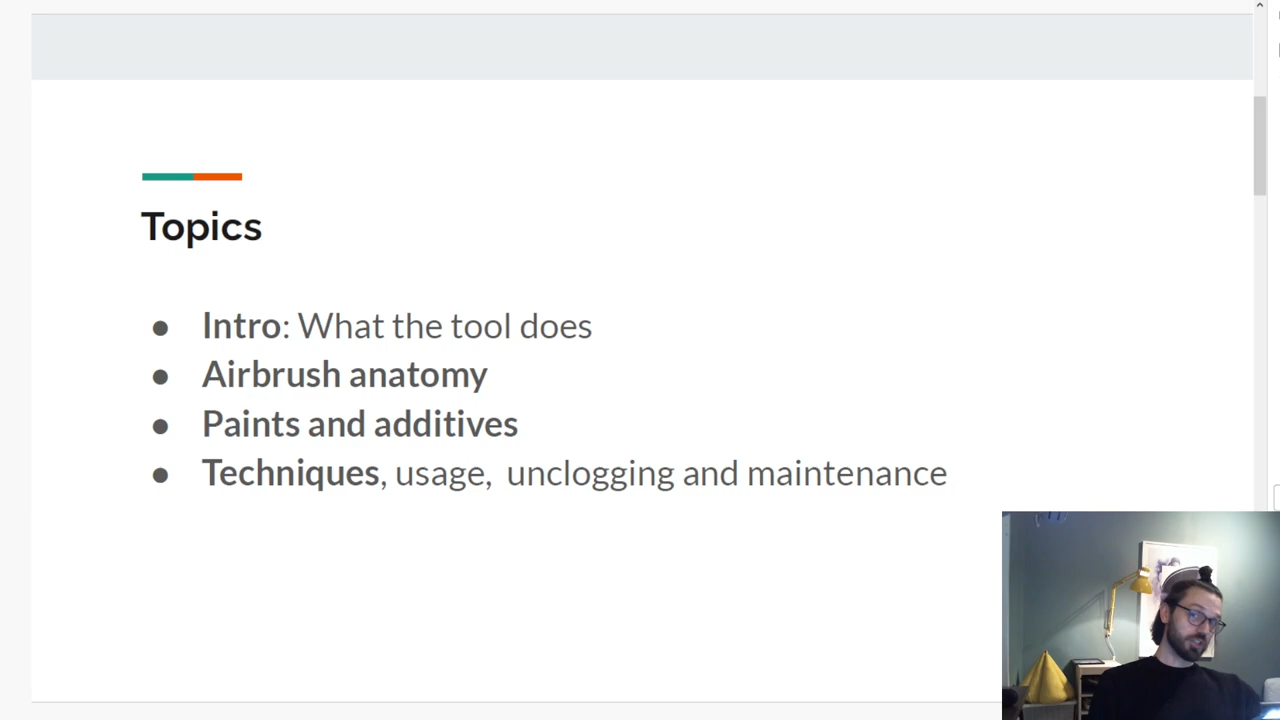 Topics
● Intro: What the tool does
● Airbrush anatomy
● Paints and additives
● Techniques, usage, unclogging and maintenance